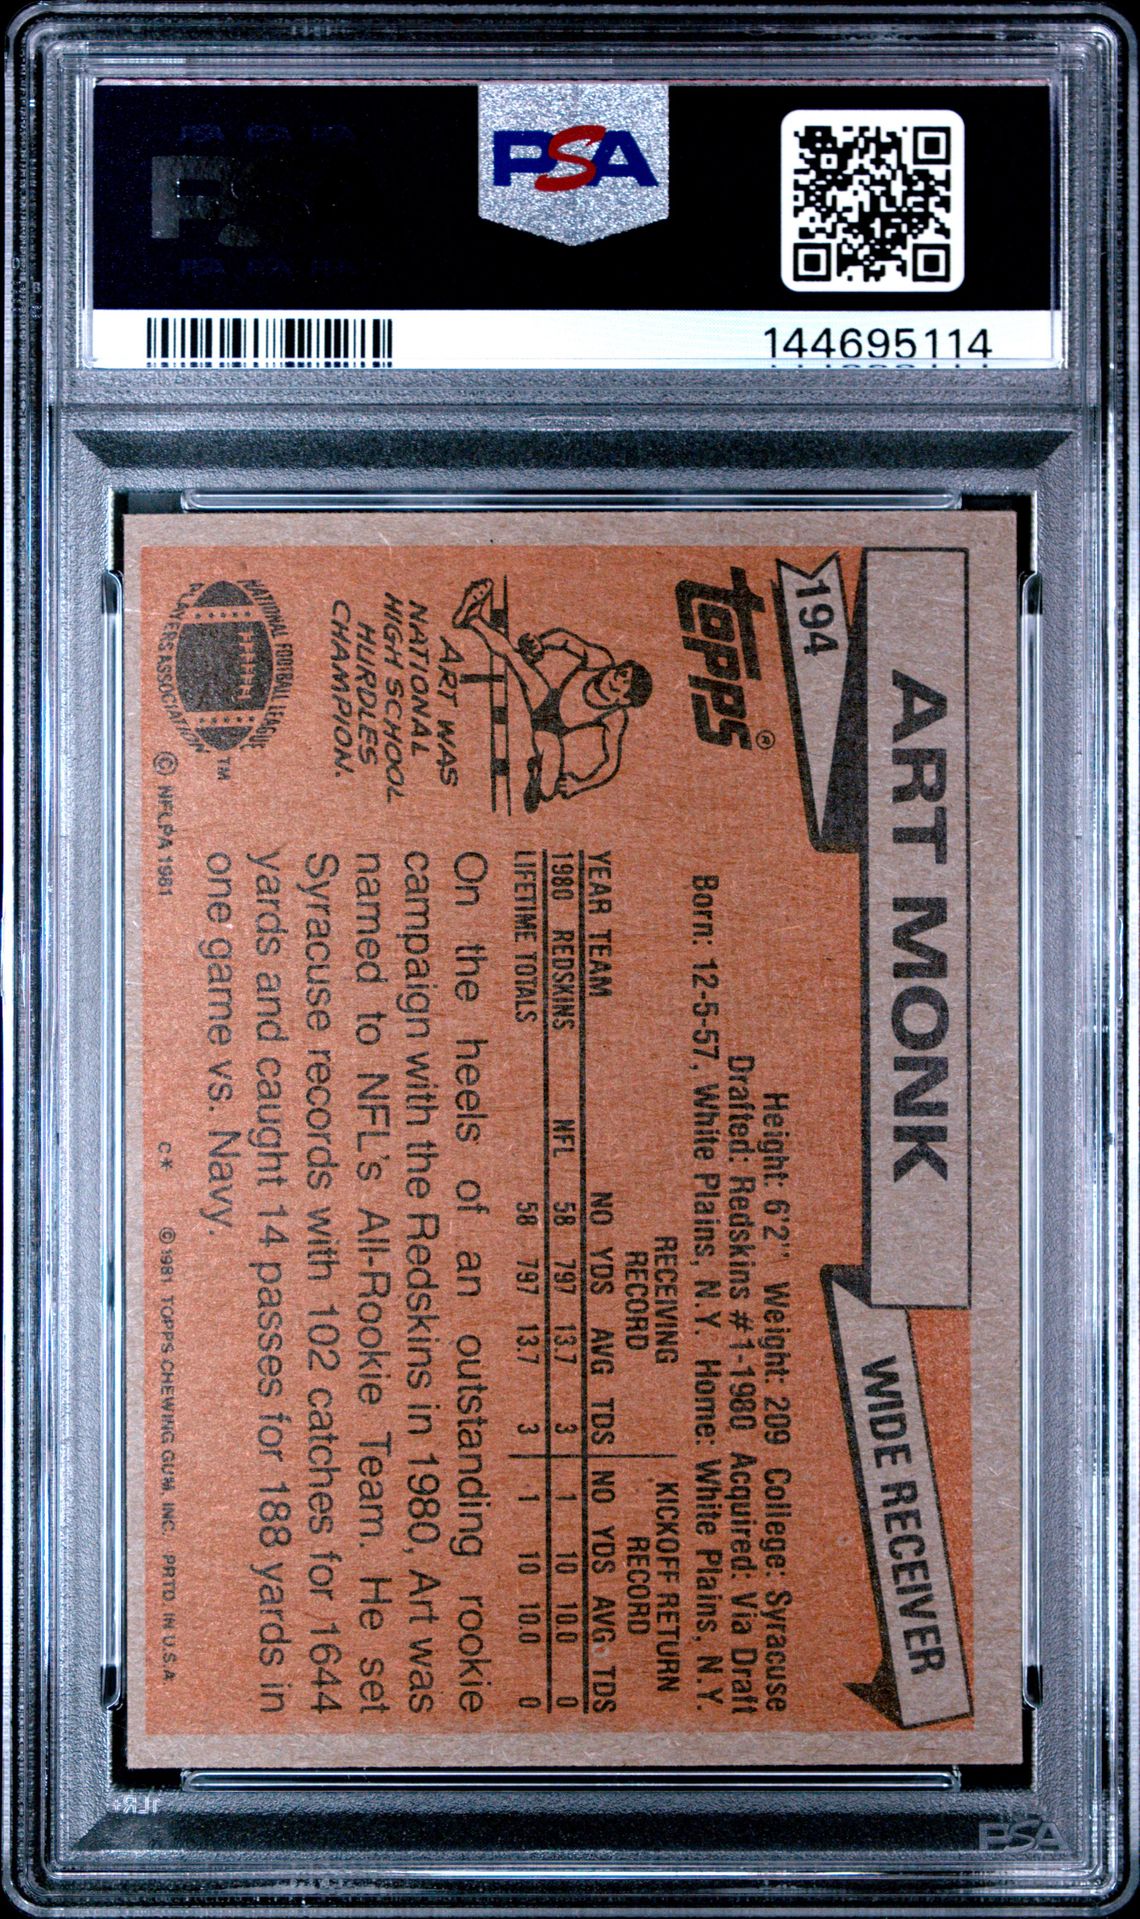 PSA
144695114
ART MONK
WIDE RECEIVER
194
topps®
Height: 6'2" Weight: 209 College: Syracuse
Drafted: Redskins #1-1980 Acquired: Via Draft
Born: 12-5-57, White Plains, N.Y. Home: White Plains, N.Y.
RECEIVING RECORD KICKOFF RETURN RECORD
YEAR TEAM NO YDS AVG TDS NO YDS AVG TDS
1980 REDSKINS NFL 58 797 13.7 3 1 10 10.0 0
LIFETIME TOTALS 58 797 13.7 3 1 10 10.0 0
ART WAS
NATIONAL
HIGH SCHOOL
HURDLES
CHAMPION.
On the heels of an outstanding rookie
campaign with the Redskins in 1980, Art was
named to NFL's All-Rookie Team. He set
Syracuse records with 102 catches for 1644
yards and caught 14 passes for 188 yards in
one game vs. Navy.
NATIONAL FOOTBALL LEAGUE
PLAYERS ASSOCIATION
TM
© NFLPA 1981
C* © 1981 TOPPS CHEWING GUM, INC. PRTD. IN U.S.A.
PSA